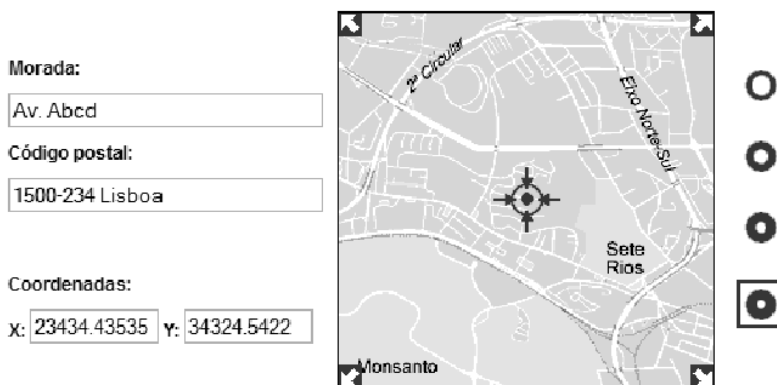 Morada:
Av. Abcd
Código postal:
1500-234 Lisboa
Coordenadas:
X: 23434.43535 Y: 34324.5422
2ª Circular
Eixo Norte-Sul
Sete
Rios
Monsanto